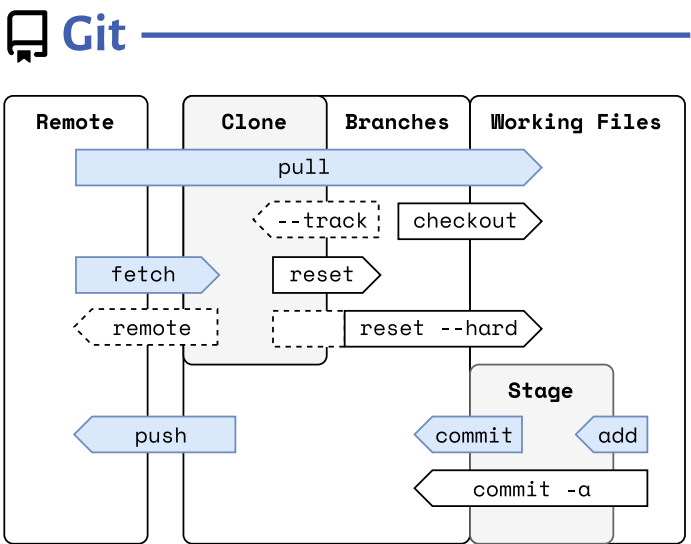 Git
Remote
Clone
Branches
Working Files
pull
--track
checkout
fetch
reset
remote
reset --hard
Stage
push
commit
add
commit -a